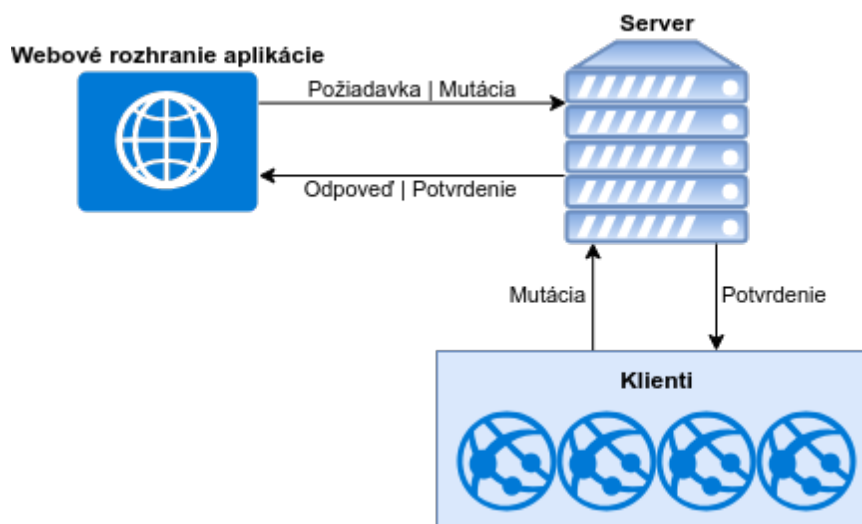 Server
Webové rozhranie aplikácie
Požiadavka | Mutácia
Odpoveď | Potvrdenie
Mutácia
Potvrdenie
Klienti